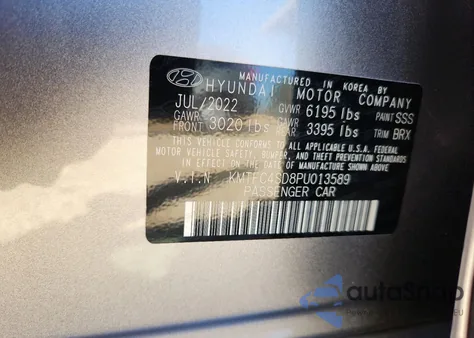 MANUFACTURED IN KOREA BY
HYUNDAI MOTOR COMPANY
JUL/2022 GVWR 6195 lbs PAINT SSS
GAWR FRONT 3020 lbs GAWR REAR 3395 lbs TRIM BRX
THIS VEHICLE CONFORMS TO ALL APPLICABLE U.S.A. FEDERAL
MOTOR VEHICLE SAFETY, BUMPER, AND THEFT PREVENTION STANDARDS
IN EFFECT ON THE DATE OF MANUFACTURE SHOWN ABOVE.
V.I.N. KMTFC4SD8PU013589
PASSENGER CAR